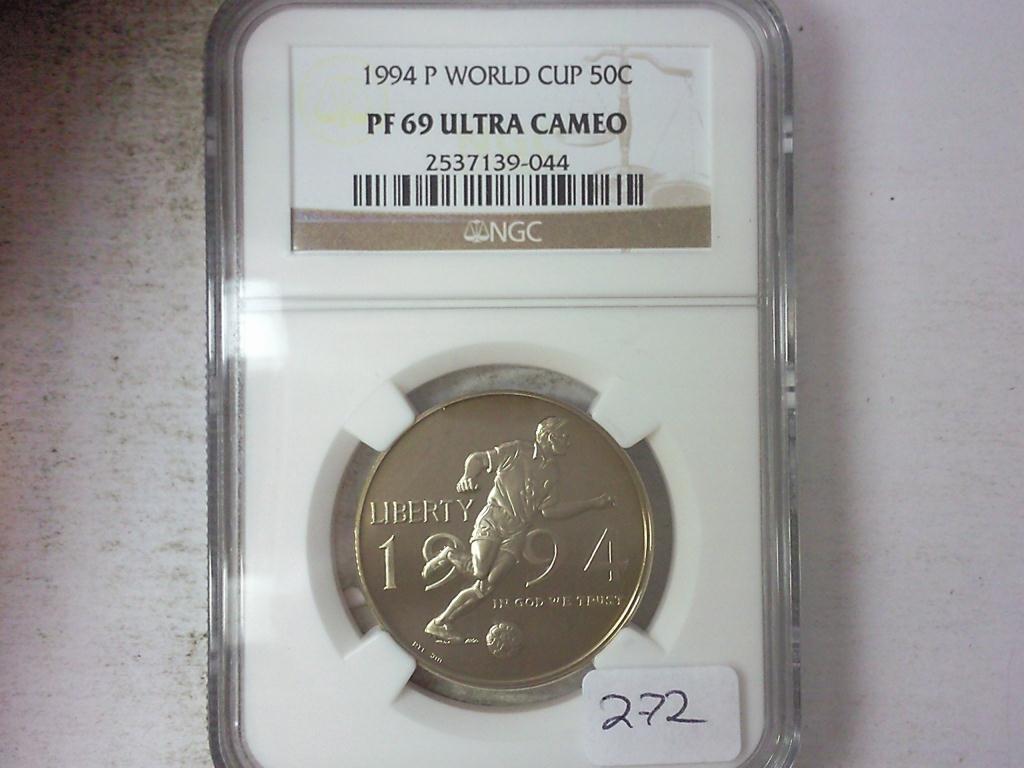 1994 P WORLD CUP 50C
PF 69 ULTRA CAMEO
2537139-044
NGC
LIBERTY
1994
IN GOD WE TRUST
272